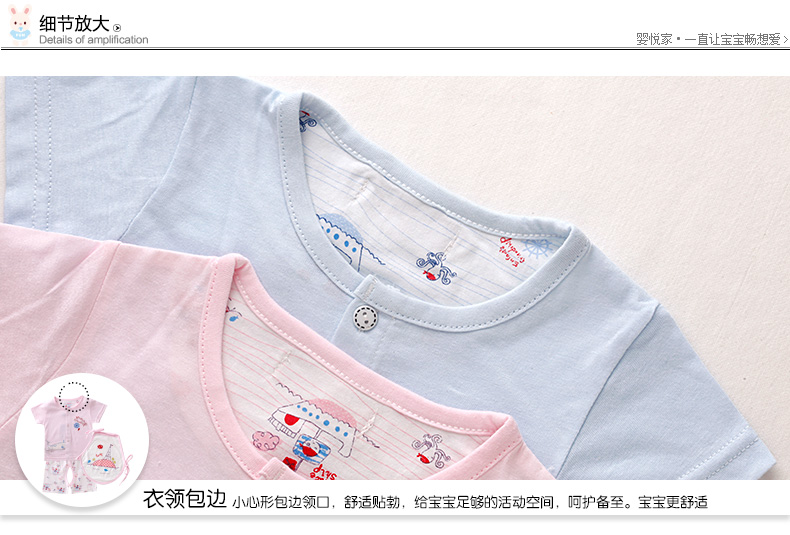 细节放大
Details of amplification
婴悦家·一直让宝宝畅想爱
衣领包边 小心形包边领口，舒适贴勃，给宝宝足够的活动空间，呵护备至。宝宝更舒适